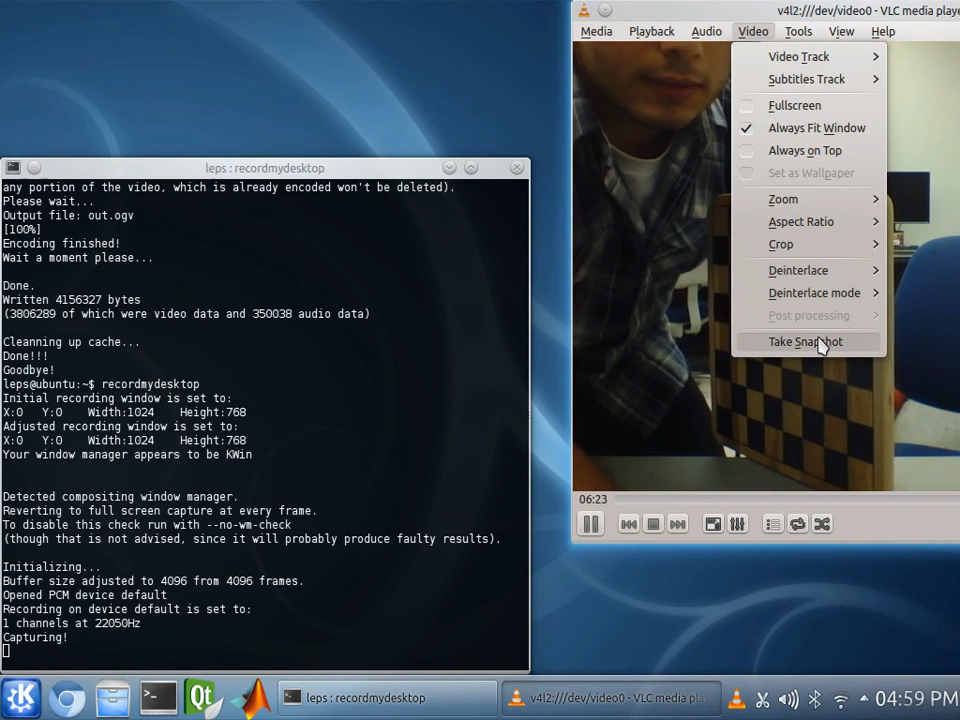 leps : recordmydesktop
any portion of the video, which is already encoded won't be deleted).
Please wait...
Output file: out.ogv
[100%]
Encoding finished!
Wait a moment please...
Done.
Written 4156327 bytes
(3806289 of which were video data and 350038 audio data)
Cleanning up cache...
Done!!!
Goodbye!
leps@ubuntu:~$ recordmydesktop
Initial recording window is set to:
X:0 Y:0 Width:1024 Height:768
Adjusted recording window is set to:
X:0 Y:0 Width:1024 Height:768
Your window manager appears to be KWin
Detected compositing window manager.
Reverting to full screen capture at every frame.
To disable this check run with --no-wm-check
(though that is not advised, since it will probably produce faulty results).
Initializing...
Buffer size adjusted to 4096 from 4096 frames.
Opened PCM device default
Recording on device default is set to:
1 channels at 22050Hz
Capturing!
v4l2:///dev/video0 - VLC media playe
Media Playback Audio Video Tools View Help
Video Track
Subtitles Track
Fullscreen
Always Fit Window
Always on Top
Set as Wallpaper
Zoom
Aspect Ratio
Crop
Deinterlace
Deinterlace mode
Post processing
Take Snapshot
06:23
Qt
leps : recordmydesktop
v4l2:///dev/video0 - VLC media play
04:59 PM